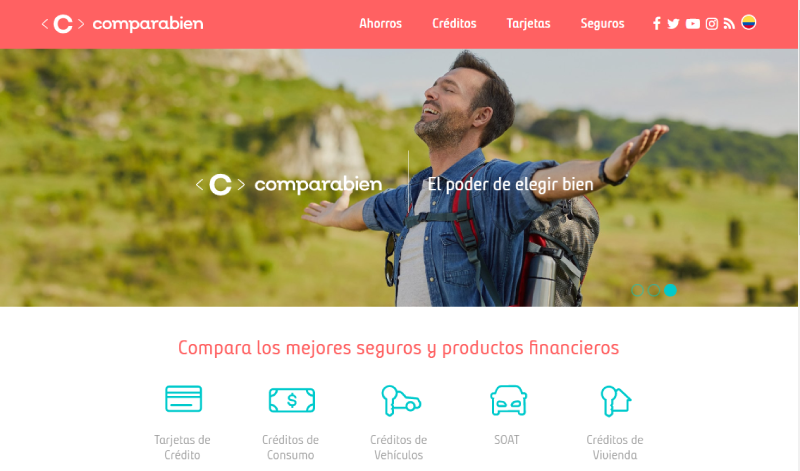 comparabien
Ahorros Créditos Tarjetas Seguros
comparabien
El poder de elegir bien
Compara los mejores seguros y productos financieros
Tarjetas de Crédito
Créditos de Consumo
Créditos de Vehículos
SOAT
Créditos de Vivienda